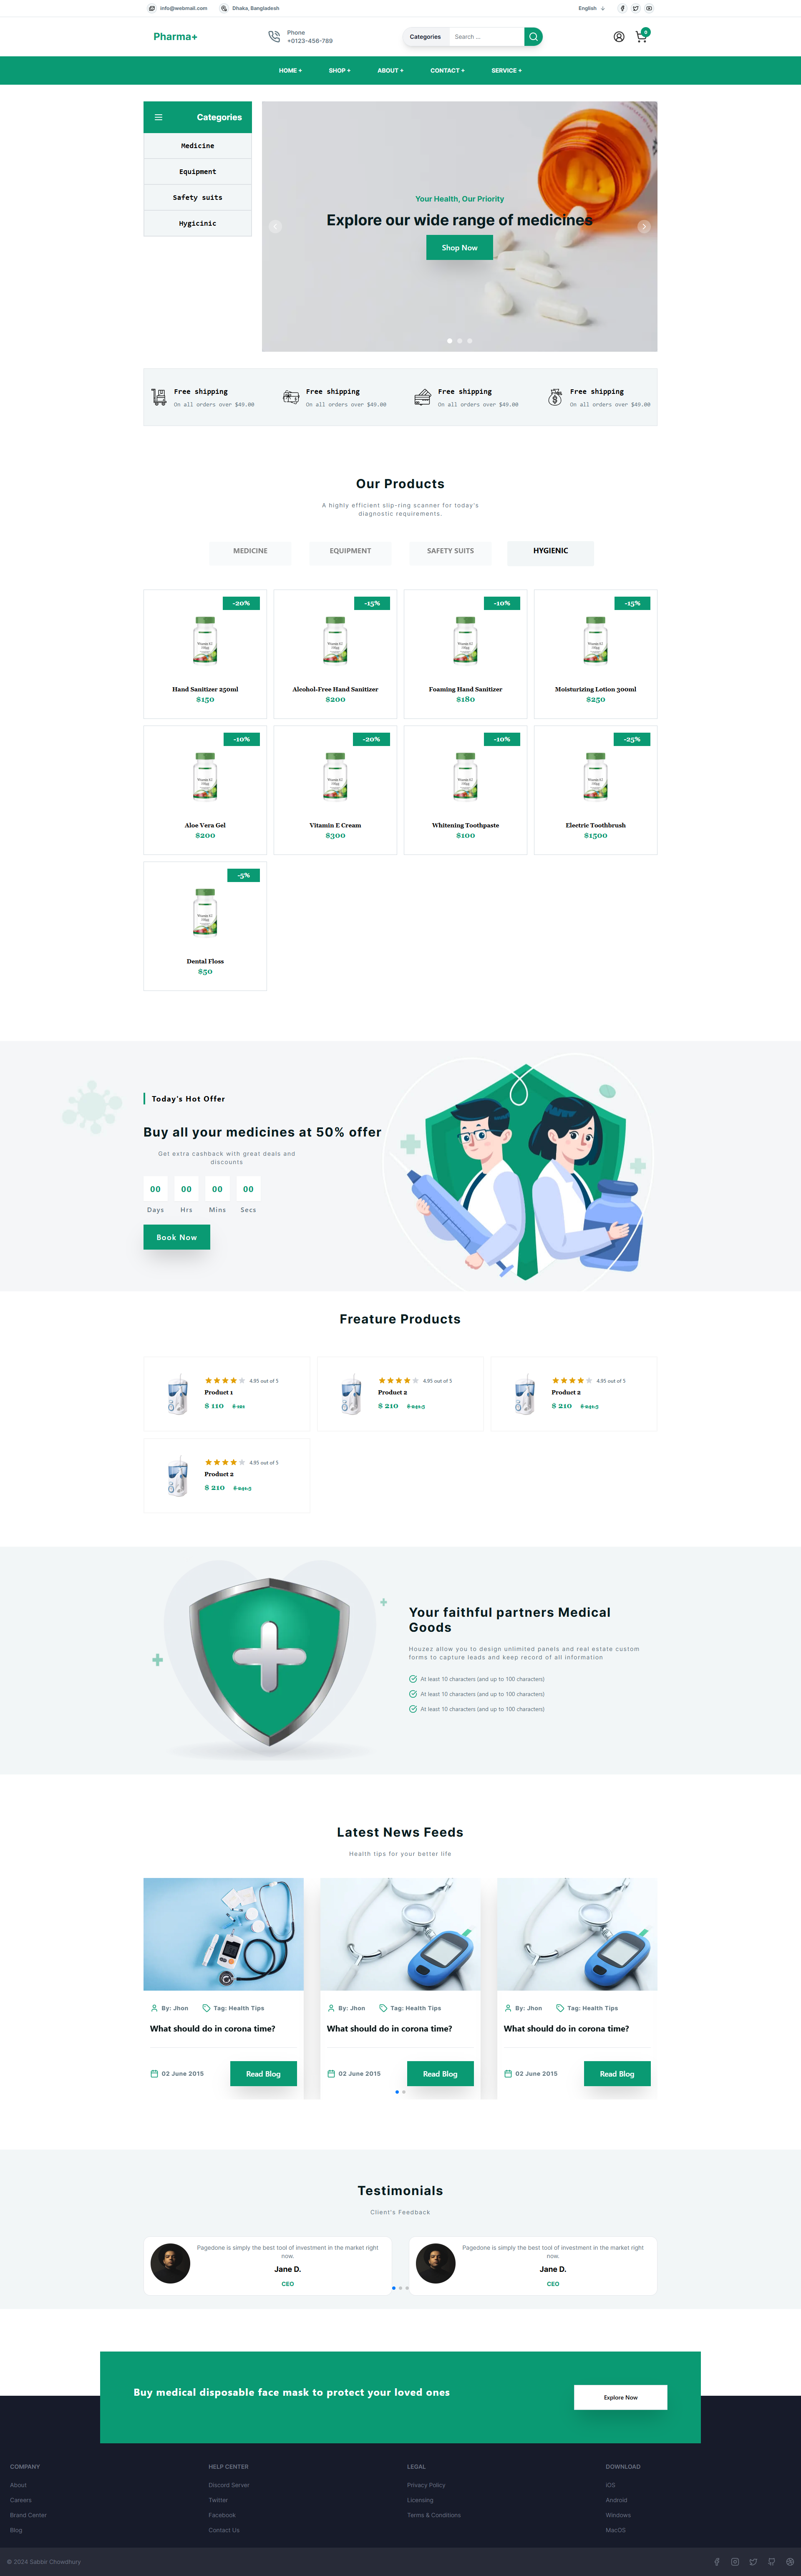 info@webmail.com Dhaka, Bangladesh English
Pharma+
Phone
+0123-456-789
Categories Search ...
0
HOME + SHOP + ABOUT + CONTACT + SERVICE +
Categories
Medicine
Equipment
Safety suits
Hygicinic
Your Health, Our Priority
Explore our wide range of medicines
Shop Now
Free shipping Free shipping Free shipping Free shipping
On all orders over $49.00 On all orders over $49.00 On all orders over $49.00 On all orders over $49.00
Our Products
A highly efficient slip-ring scanner for today's
diagnostic requirements.
MEDICINE EQUIPMENT SAFETY SUITS HYGIENIC
-20% -15% -10% -15%
Hand Sanitizer 250ml Alcohol-Free Hand Sanitizer Foaming Hand Sanitizer Moisturizing Lotion 300ml
$150 $200 $180 $250
-10% -20% -10% -25%
Aloe Vera Gel Vitamin E Cream Whitening Toothpaste Electric Toothbrush
$200 $300 $100 $1500
-5%
Dental Floss
$50
Today's Hot Offer
Buy all your medicines at 50% offer
Get extra cashback with great deals and
discounts
00 00 00 00
Days Hrs Mins Secs
Book Now
Freature Products
4.95 out of 5 4.95 out of 5 4.95 out of 5
Product 1 Product 2 Product 2
$ 110 $ 210 $ 210
4.95 out of 5
Product 2
$ 210
Your faithful partners Medical
Goods
Houzez allow you to design unlimited panels and real estate custom
forms to capture leads and keep record of all information
At least 10 characters (and up to 100 characters)
At least 10 characters (and up to 100 characters)
At least 10 characters (and up to 100 characters)
Latest News Feeds
Health tips for your better life
By: Jhon Tag: Health Tips By: Jhon Tag: Health Tips By: Jhon Tag: Health Tips
What should do in corona time? What should do in corona time? What should do in corona time?
02 June 2015 Read Blog 02 June 2015 Read Blog 02 June 2015 Read Blog
Testimonials
Client's Feedback
Pagedone is simply the best tool of investment in the market right
now.
Jane D.
CEO
Pagedone is simply the best tool of investment in the market right
now.
Jane D.
CEO
Buy medical disposable face mask to protect your loved ones
Explore Now
COMPANY HELP CENTER LEGAL DOWNLOAD
About Discord Server Privacy Policy iOS
Careers Twitter Licensing Android
Brand Center Facebook Terms & Conditions Windows
Blog Contact Us MacOS
© 2024 Sabbir Chowdhury